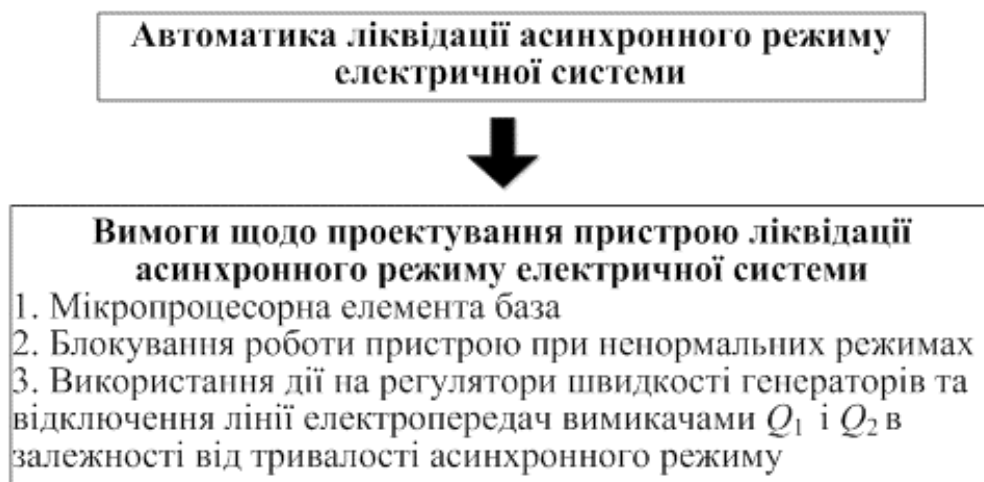 Автоматика ліквідації асинхронного режиму
електричної системи
Вимоги щодо проектування пристрою ліквідації
асинхронного режиму електричної системи
1. Мікропроцесорна елемента база
2. Блокування роботи пристрою при ненормальних режимах
3. Використання дії на регулятори швидкості генераторів та
відключення лінії електропередач вимикачами Q₁ і Q₂ в
залежності від тривалості асинхронного режиму